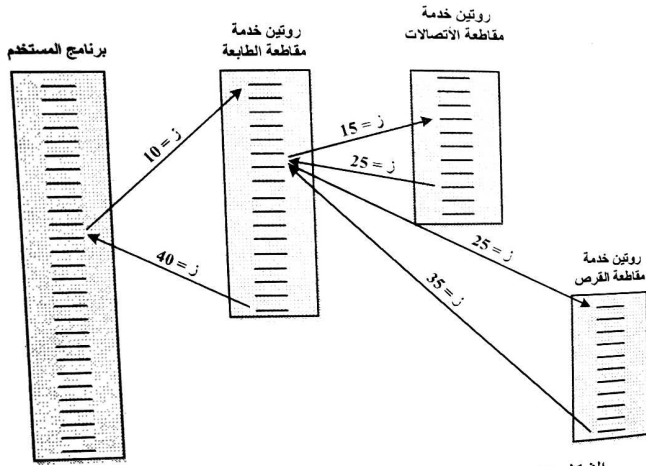 برنامج المستخدم
روتين خدمة
مقاطعة الطابعة
روتين خدمة
مقاطعة الأتصالات
ز = 10
ز = 15
ز = 25
ز = 40
ز = 25
ز = 35
روتين خدمة
مقاطعة القرص